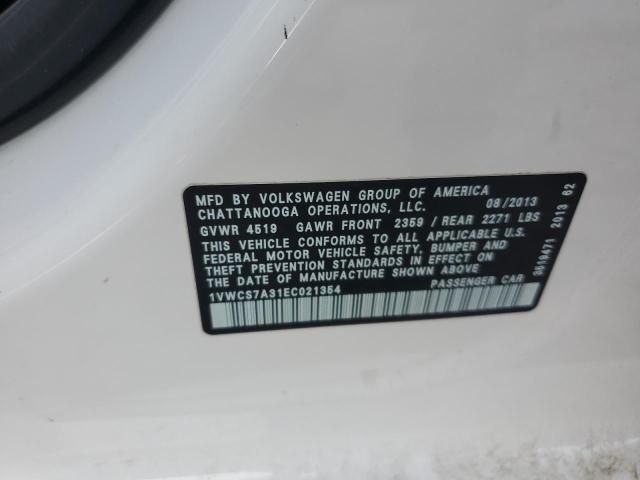 MFD BY VOLKSWAGEN GROUP OF AMERICA
CHATTANOOGA OPERATIONS, LLC. 08/2013
GVWR 4519 GAWR FRONT 2359 / REAR 2271 LBS
THIS VEHICLE CONFORMS TO ALL APPLICABLE U.S.
FEDERAL MOTOR VEHICLE SAFETY, BUMPER AND
THEFT PREVENTION STANDARDS IN EFFECT ON
THE DATE OF MANUFACTURE SHOWN ABOVE.
1VWCS7A31EC021354 PASSENGER CAR
3519471 2013 62